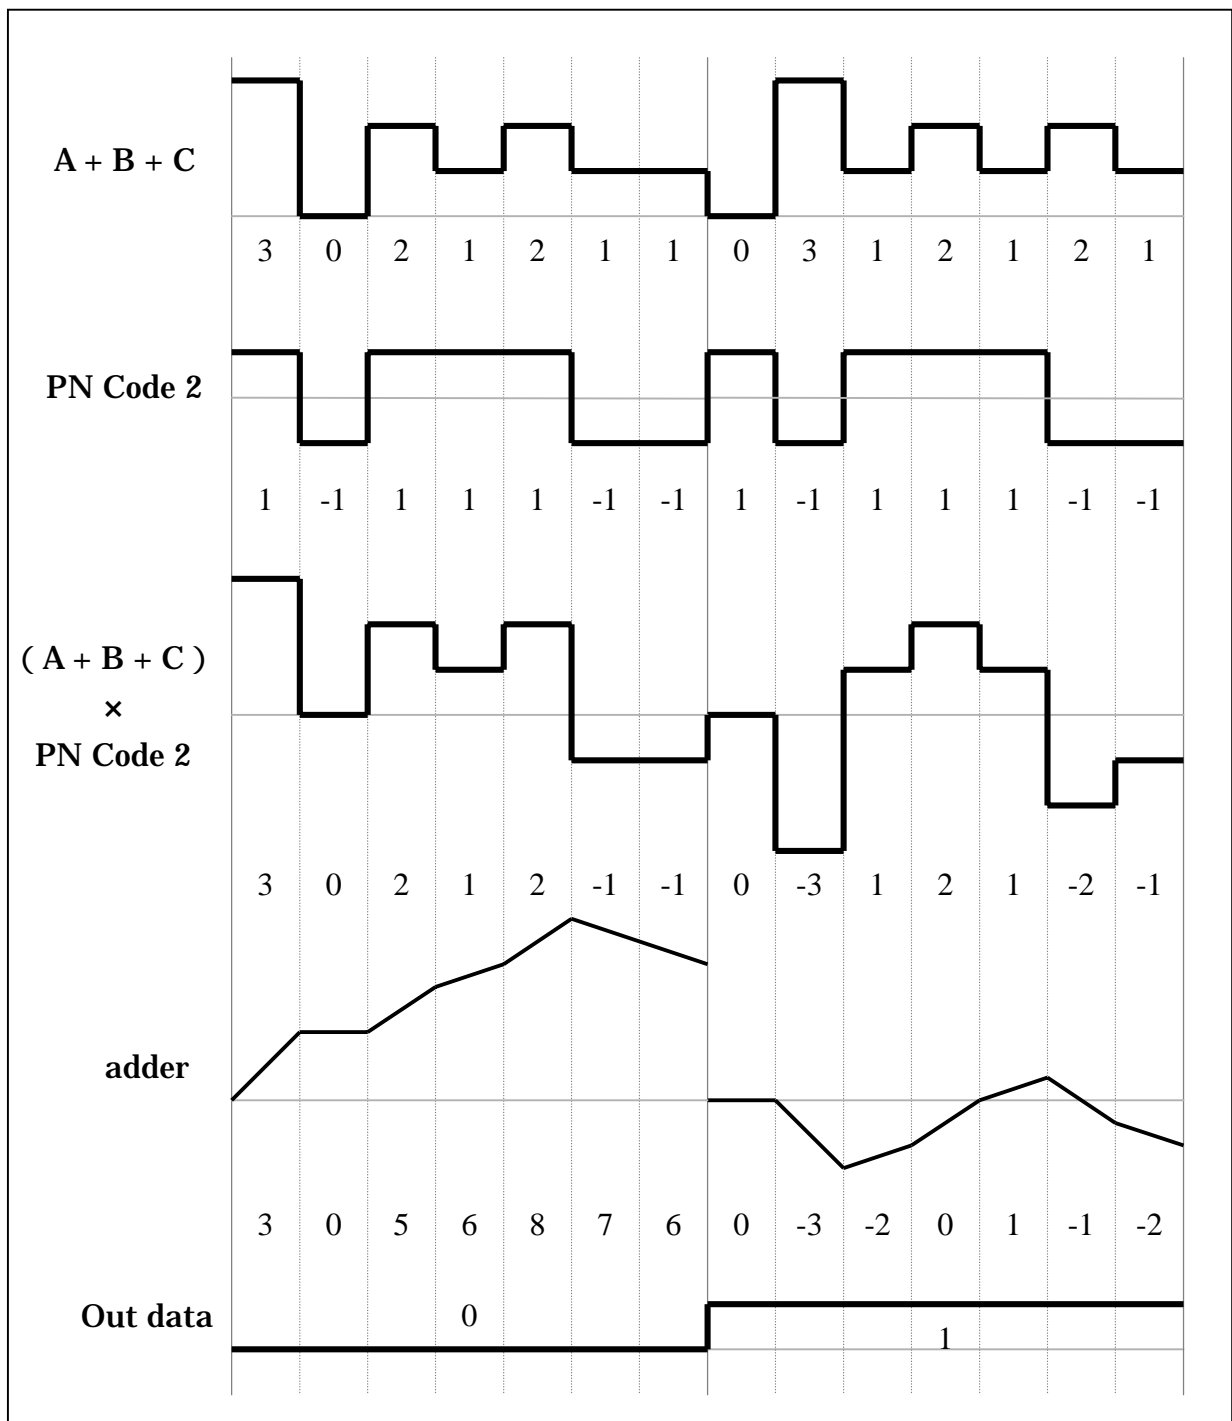 A + B + C
3 0 2 1 2 1 1 0 3 1 2 1 2 1
PN Code 2
1 -1 1 1 1 -1 -1 1 -1 1 1 1 -1 -1
( A + B + C )
×
PN Code 2
3 0 2 1 2 -1 -1 0 -3 1 2 1 -2 -1
adder
3 0 5 6 8 7 6 0 -3 -2 0 1 -1 -2
Out data 0 1